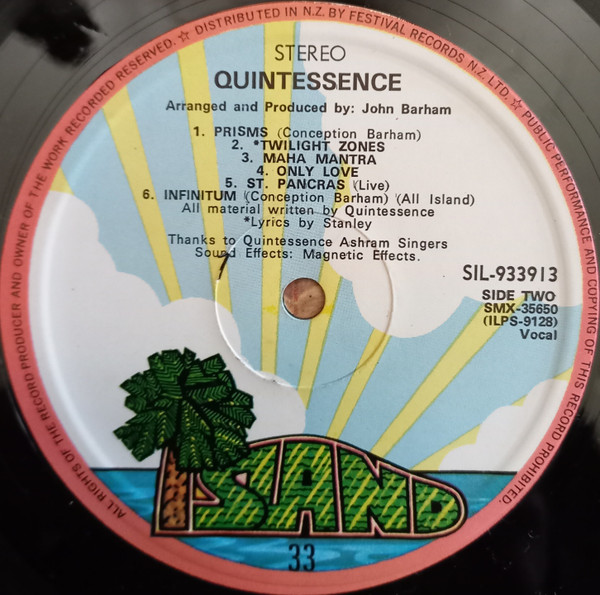 ALL RIGHTS OF THE RECORD PRODUCER AND OWNER OF THE WORK RECORDED RESERVED. ☆ DISTRIBUTED IN N.Z. BY FESTIVAL RECORDS N.Z. LTD. ☆ PUBLIC PERFORMANCE AND COPYING OF THIS RECORD PROHIBITED.
STEREO
QUINTESSENCE
Arranged and Produced by: John Barham
1. PRISMS (Conception Barham)
2. *TWILIGHT ZONES
3. MAHA MANTRA
4. ONLY LOVE
5. ST. PANCRAS (Live)
6. INFINITUM (Conception Barham) (All Island)
All material written by Quintessence
*Lyrics by Stanley
Thanks to Quintessence Ashram Singers
Sound Effects: Magnetic Effects.
SIL-933913
SIDE TWO
SMX-35650
(ILPS-9128)
Vocal
ISLAND
33